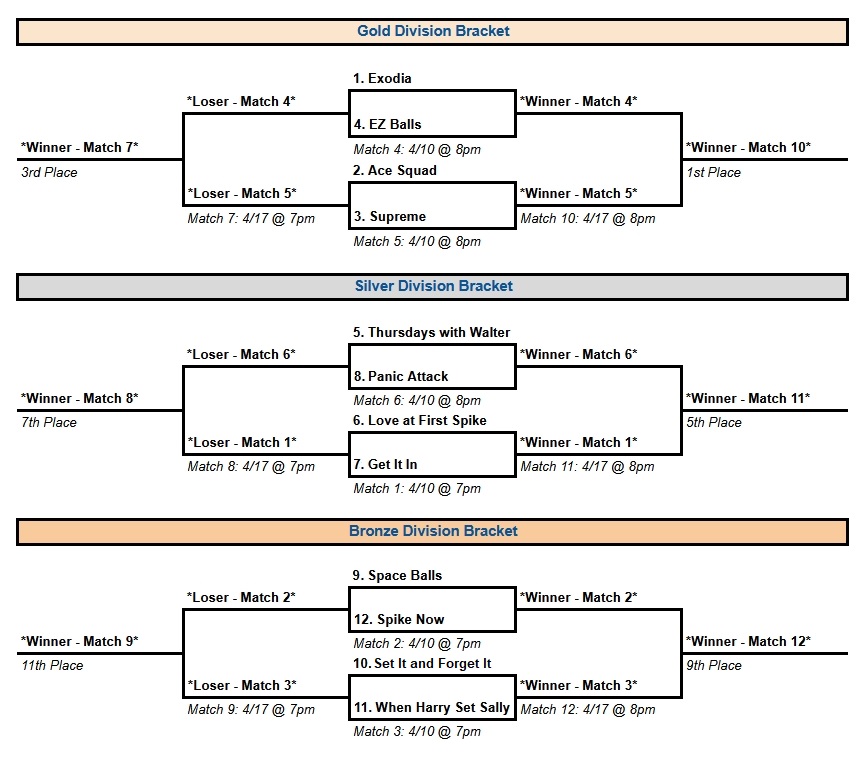 Gold Division Bracket
1. Exodia
*Loser - Match 4*
*Winner - Match 4*
4. EZ Balls
*Winner - Match 7*
Match 4: 4/10 @ 8pm
*Winner - Match 10*
3rd Place
2. Ace Squad
1st Place
*Loser - Match 5*
*Winner - Match 5*
3. Supreme
Match 7: 4/17 @ 7pm
Match 10: 4/17 @ 8pm
Match 5: 4/10 @ 8pm
Silver Division Bracket
5. Thursdays with Walter
*Loser - Match 6*
*Winner - Match 6*
8. Panic Attack
*Winner - Match 8*
Match 6: 4/10 @ 8pm
*Winner - Match 11*
7th Place
6. Love at First Spike
5th Place
*Loser - Match 1*
*Winner - Match 1*
7. Get It In
Match 8: 4/17 @ 7pm
Match 11: 4/17 @ 8pm
Match 1: 4/10 @ 7pm
Bronze Division Bracket
9. Space Balls
*Loser - Match 2*
*Winner - Match 2*
12. Spike Now
*Winner - Match 9*
Match 2: 4/10 @ 7pm
*Winner - Match 12*
11th Place
10. Set It and Forget It
9th Place
*Loser - Match 3*
*Winner - Match 3*
11. When Harry Set Sally
Match 9: 4/17 @ 7pm
Match 12: 4/17 @ 8pm
Match 3: 4/10 @ 7pm